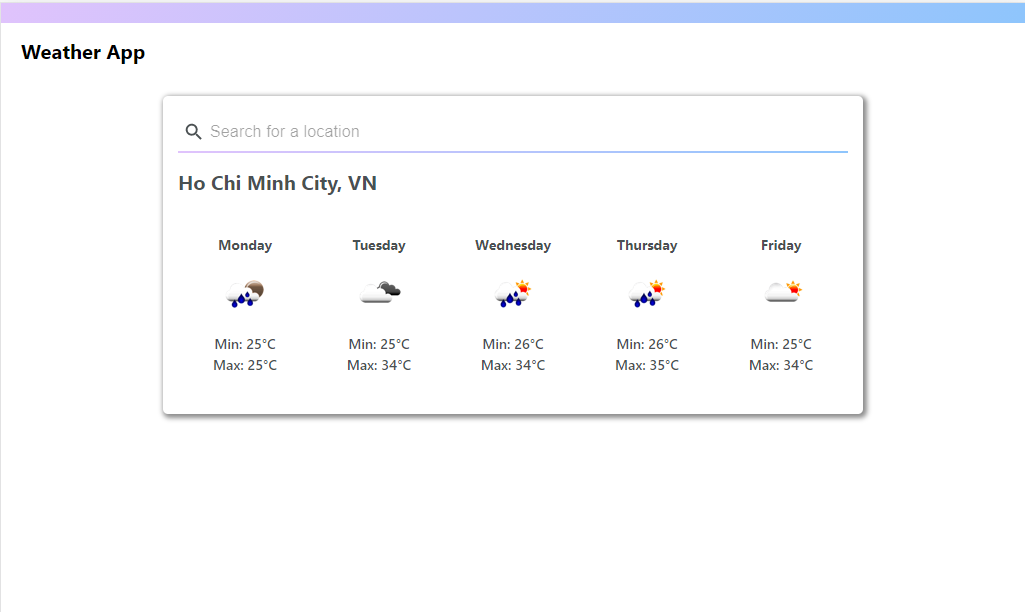 Weather App
Search for a location
Ho Chi Minh City, VN
Monday
Tuesday
Wednesday
Thursday
Friday
Min: 25°C
Min: 25°C
Min: 26°C
Min: 26°C
Min: 25°C
Max: 25°C
Max: 34°C
Max: 34°C
Max: 35°C
Max: 34°C